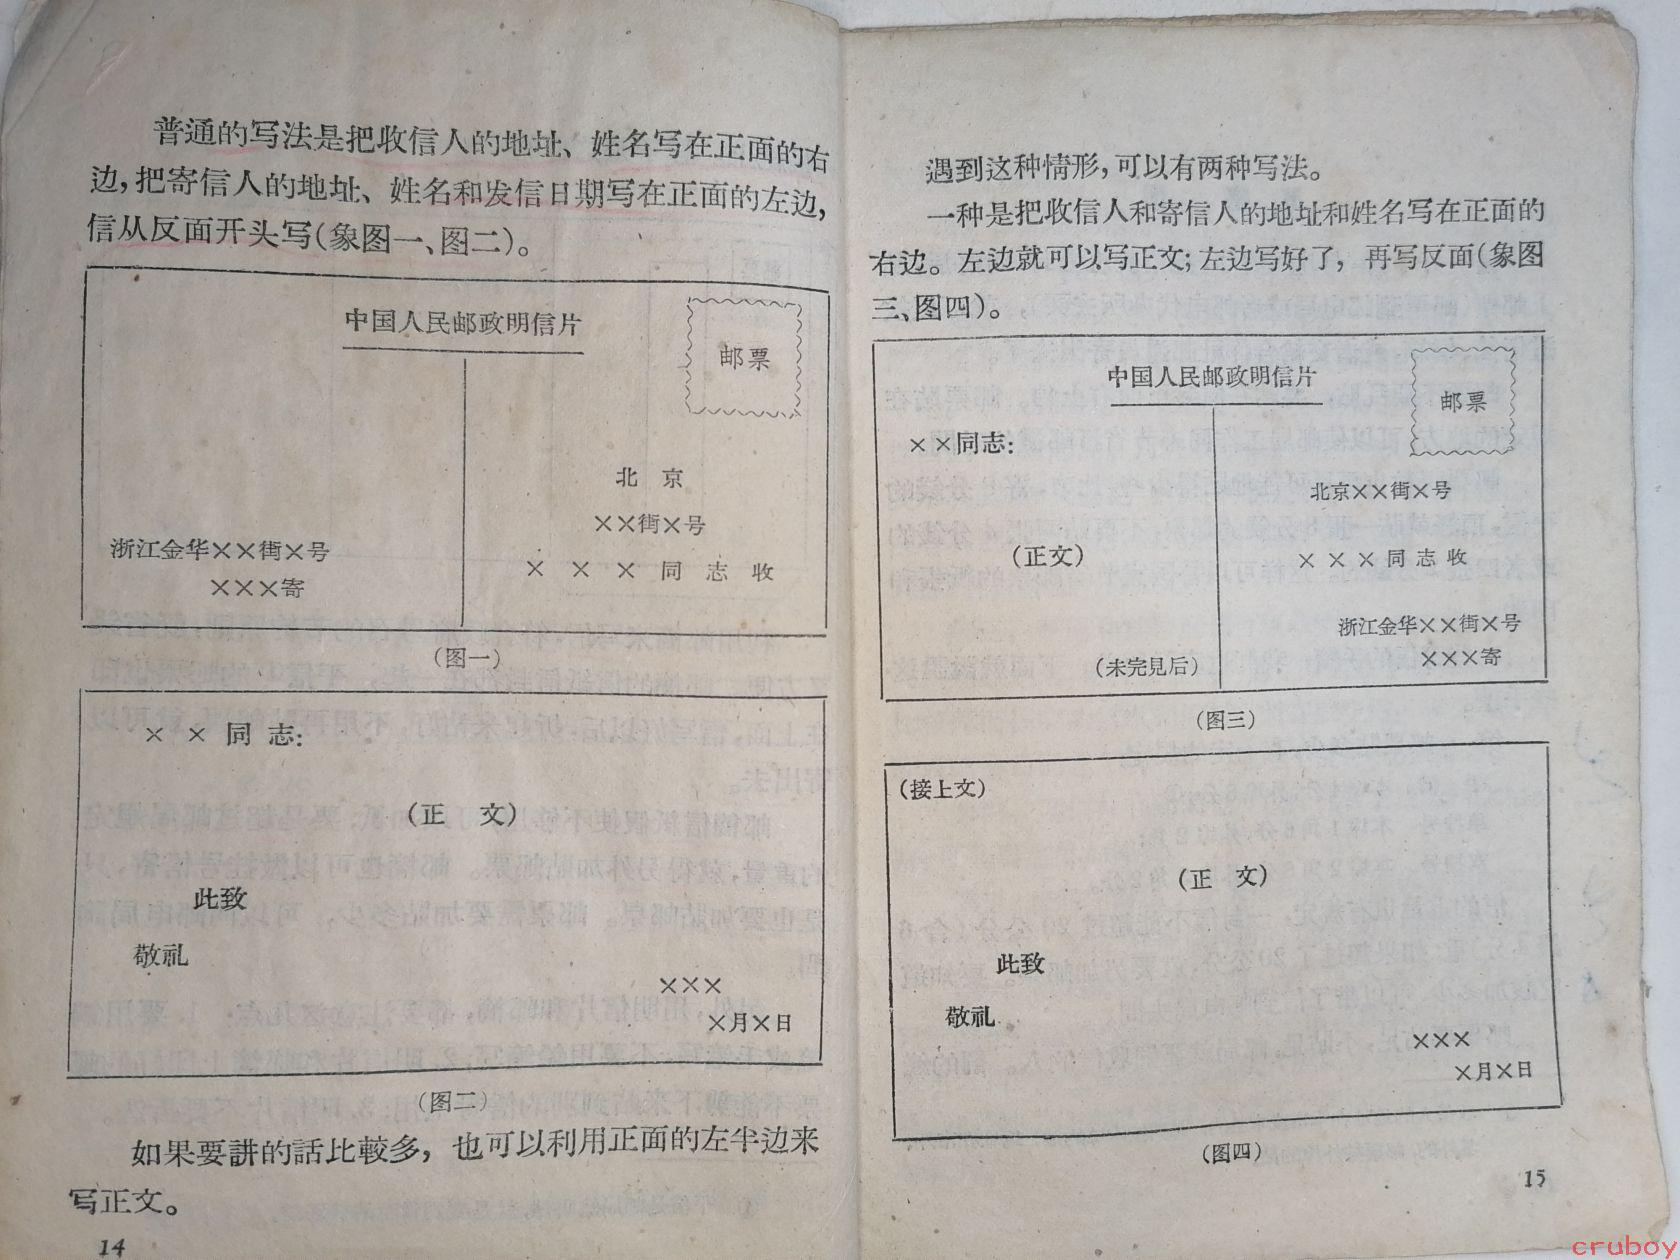 普通的写法是把收信人的地址、姓名写在正面的右
边,把寄信人的地址、姓名和发信日期写在正面的左边,
信从反面开头写(象图一、图二)。
中国人民邮政明信片
邮票
北 京
××街×号
× × × 同 志 收
浙江金华××街×号
×××寄
(图一)
× × 同 志:
(正 文)
此致
敬礼
×××
×月×日
(图二)
如果要講的話比較多, 也可以利用正面的左半边来
写正文。
14
遇到这种情形,可以有两种写法。
一种是把收信人和寄信人的地址和姓名写在正面的
右边。左边就可以写正文;左边写好了, 再写反面(象图
三、图四)。
中国人民邮政明信片
邮票
××同志:
(正文)
(未完見后)
北京××街×号
× × × 同 志 收
浙江金华××街×号
×××寄
(图三)
(接上文)
(正 文)
此致
敬礼
×××
×月×日
(图四)
15
cruboy